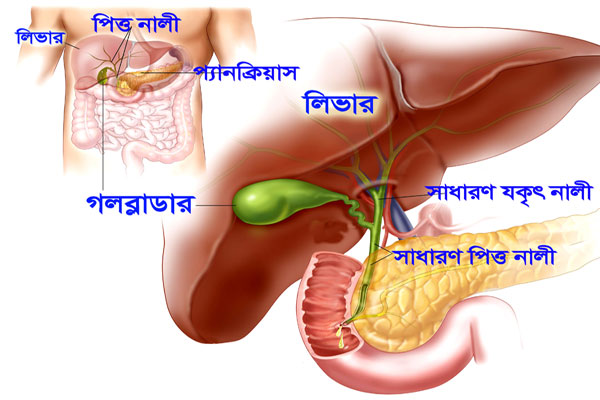 পিত্ত নালী
লিভার
প্যানক্রিয়াস
লিভার
গলব্লাডার
সাধারণ যকৃৎ নালী
সাধারণ পিত্ত নালী